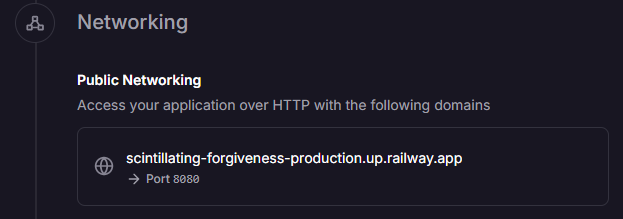 Networking
Public Networking
Access your application over HTTP with the following domains
scintillating-forgiveness-production.up.railway.app
→ Port 8080